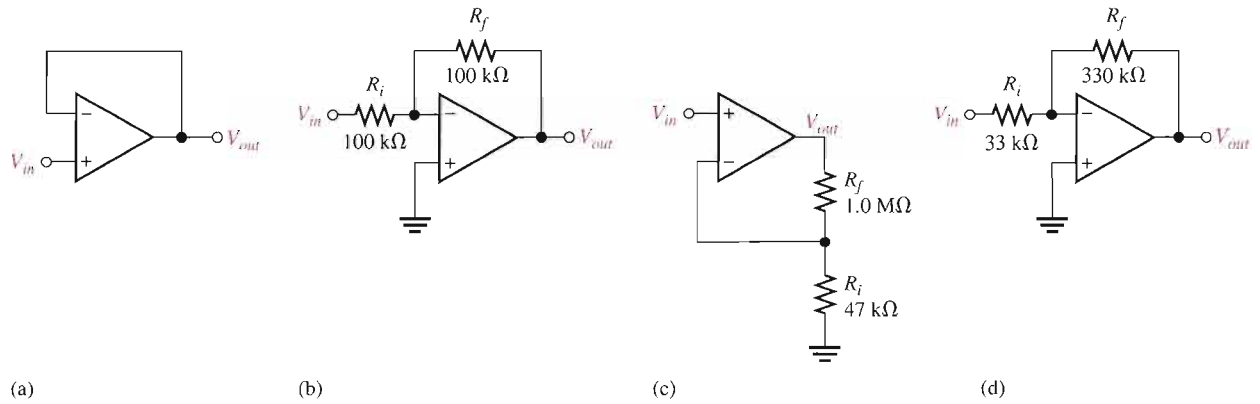 V_in
V_out
−
+
(a)
R_f
100 kΩ
R_i
100 kΩ
V_in
V_out
−
+
(b)
V_in
V_out
+
−
R_f
1.0 MΩ
R_i
47 kΩ
(c)
R_f
330 kΩ
R_i
33 kΩ
V_in
V_out
−
+
(d)